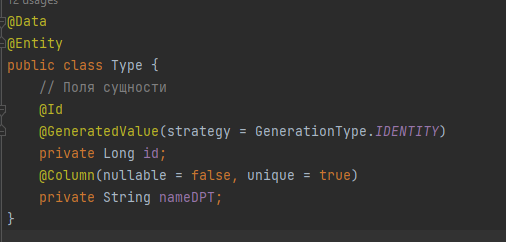 12 usages
@Data
@Entity
public class Type {
// Поля сущности
@Id
@GeneratedValue(strategy = GenerationType.IDENTITY)
private Long id;
@Column(nullable = false, unique = true)
private String nameDPT;
}